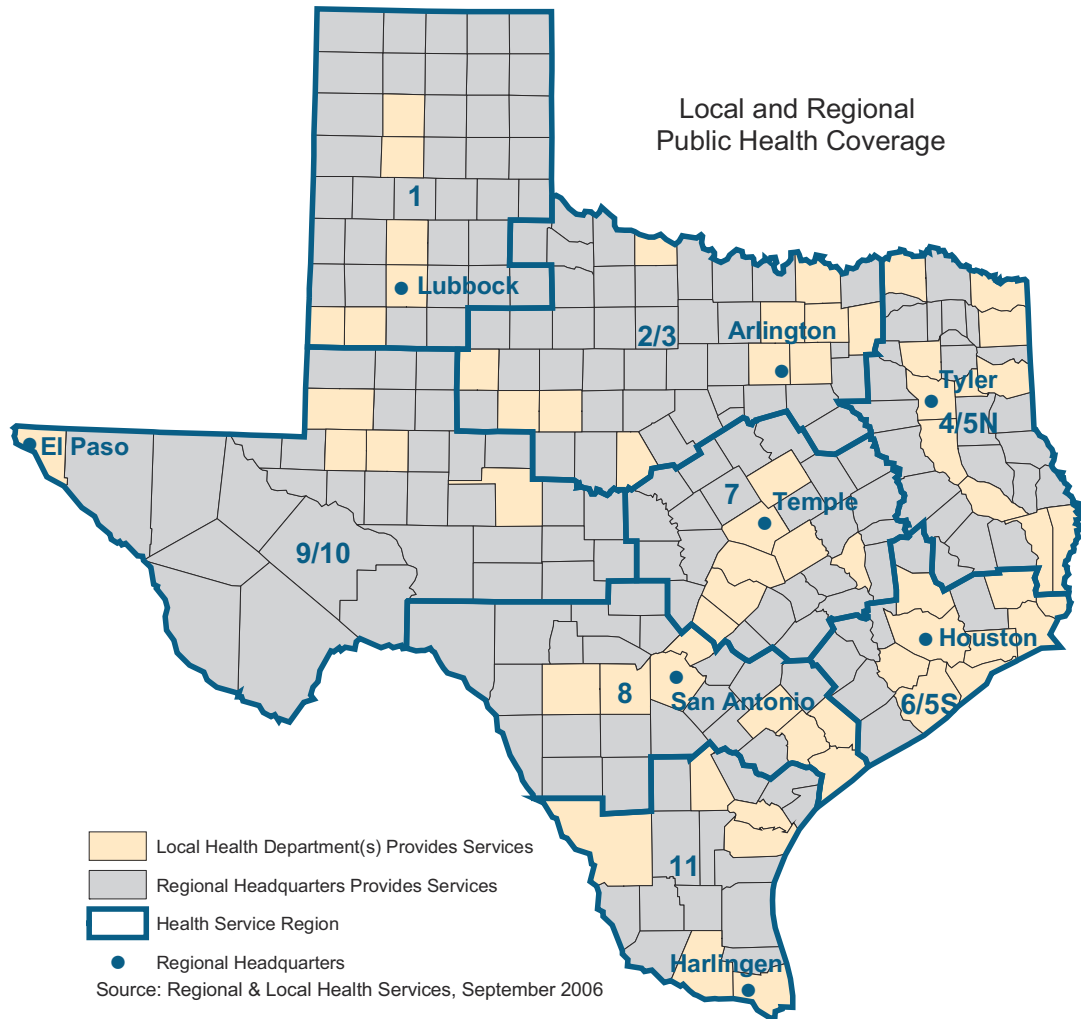 Local and Regional
Public Health Coverage
1
Lubbock
2/3
Arlington
Tyler
4/5N
El Paso
7
Temple
9/10
Houston
8
San Antonio
6/5S
11
Harlingen
Local Health Department(s) Provides Services
Regional Headquarters Provides Services
Health Service Region
Regional Headquarters
Source: Regional & Local Health Services, September 2006